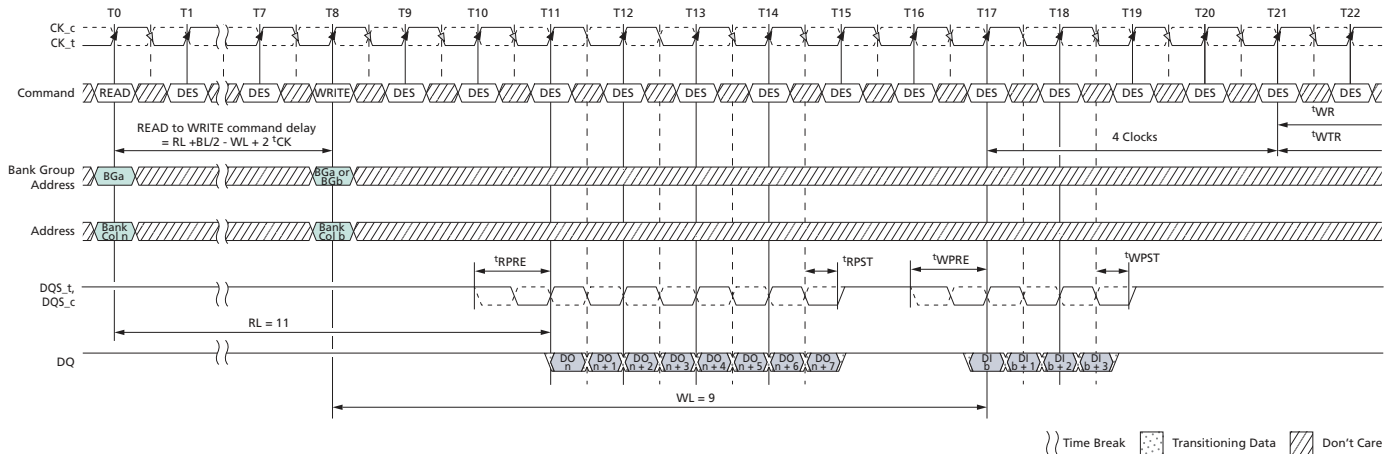 T0 T1 T7 T8 T9 T10 T11 T12 T13 T14 T15 T16 T17 T18 T19 T20 T21 T22
CK_c
CK_t
Command READ DES DES WRITE DES DES DES DES DES DES DES DES DES DES DES DES DES DES
tWR
READ to WRITE command delay
= RL +BL/2 - WL + 2 tCK
4 Clocks
tWTR
Bank Group
Address
BGa
BGa or
BGb
Address
Bank
Col n
Bank
Col b
tRPRE tRPST tWPRE tWPST
DQS_t,
DQS_c
RL = 11
DQ
DO
n
DO
n + 1
DO
n + 2
DO
n + 3
DO
n + 4
DO
n + 5
DO
n + 6
DO
n + 7
DI
b
DI
b + 1
DI
b + 2
DI
b + 3
WL = 9
Time Break Transitioning Data Don't Care